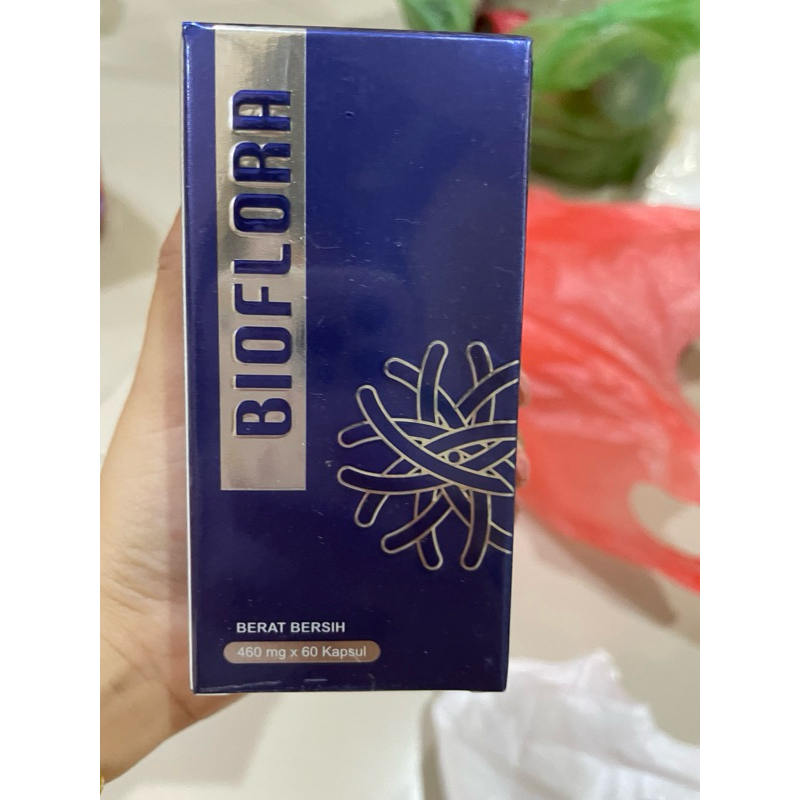 BIOFLORA
BERAT BERSIH
460 mg x 60 Kapsul